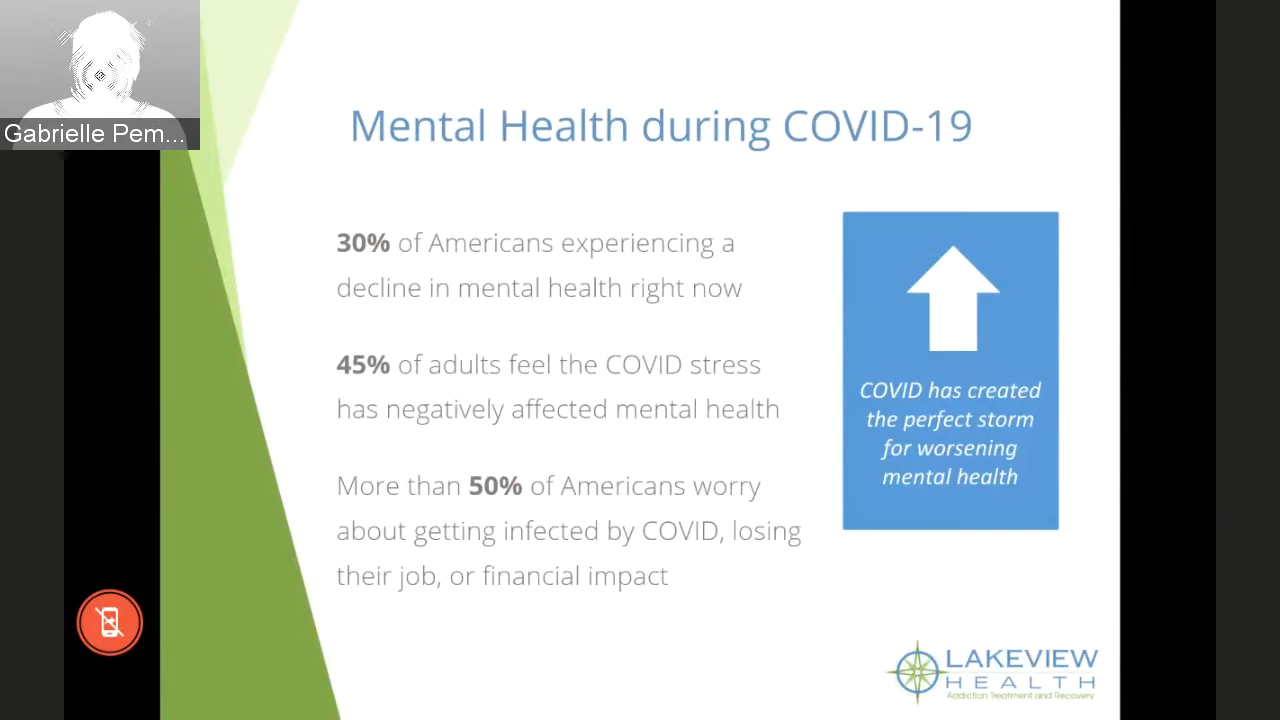 Gabrielle Pem...
Mental Health during COVID-19
30% of Americans experiencing a
decline in mental health right now
45% of adults feel the COVID stress
has negatively affected mental health
More than 50% of Americans worry
about getting infected by COVID, losing
their job, or financial impact
COVID has created
the perfect storm
for worsening
mental health
LAKEVIEW
HEALTH
Addiction Treatment and Recovery